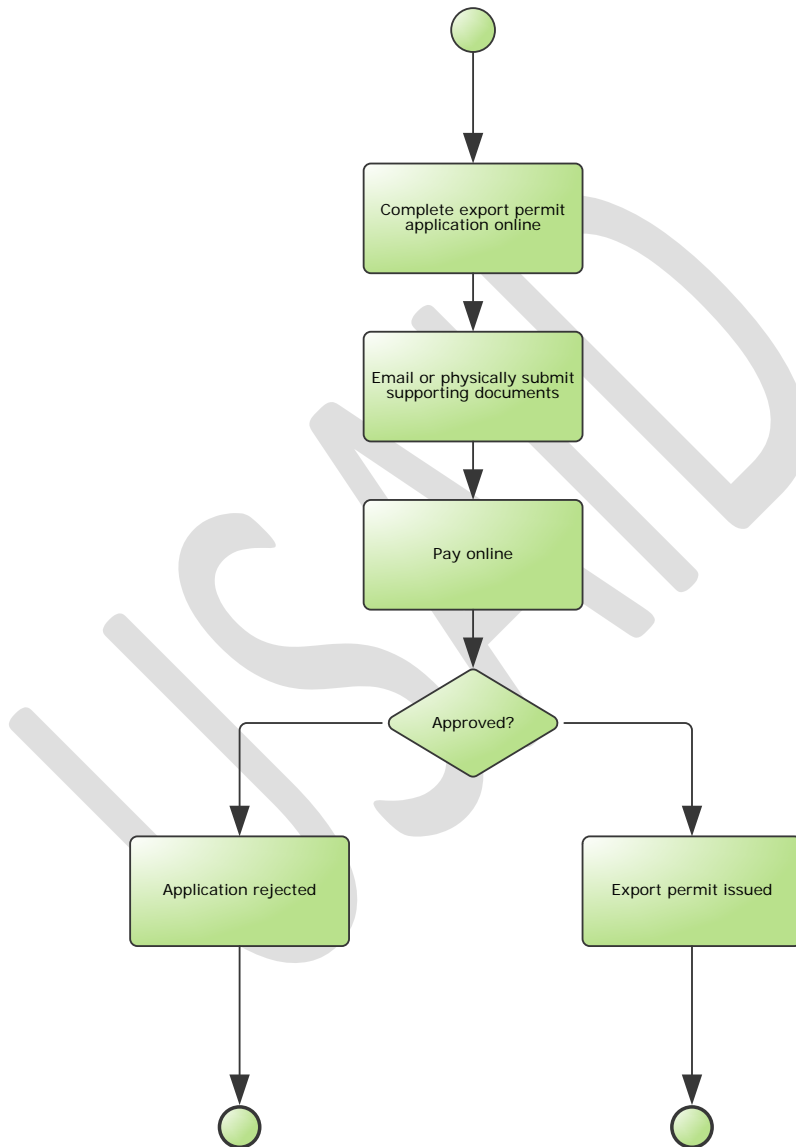 Complete export permit
application online
Email or physically submit
supporting documents
Pay online
Approved?
Application rejected
Export permit issued
USAID